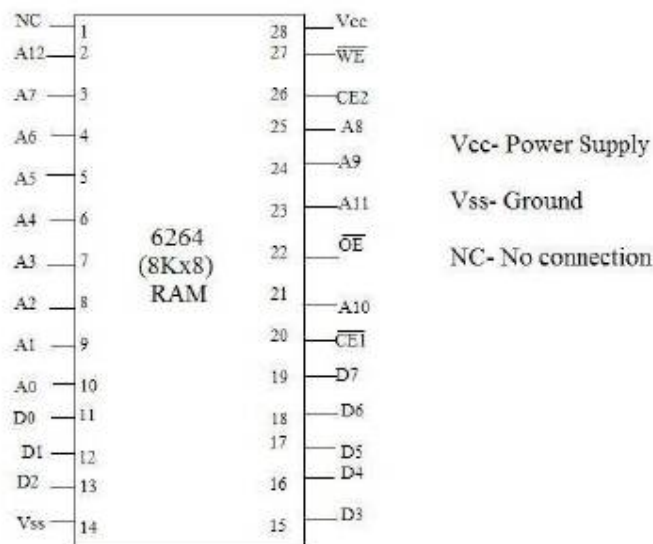 NC 1 28 Vcc
A12 2 27 W̅E̅
A7 3 26 CE2
A6 4 25 A8
A5 5 24 A9
A4 6 23 A11
A3 7 22 O̅E̅
A2 8 21 A10
A1 9 20 C̅E̅1̅
A0 10 19 D7
D0 11 18 D6
D1 12 17 D5
D2 13 16 D4
Vss 14 15 D3
6264
(8Kx8)
RAM
Vcc- Power Supply
Vss- Ground
NC- No connection